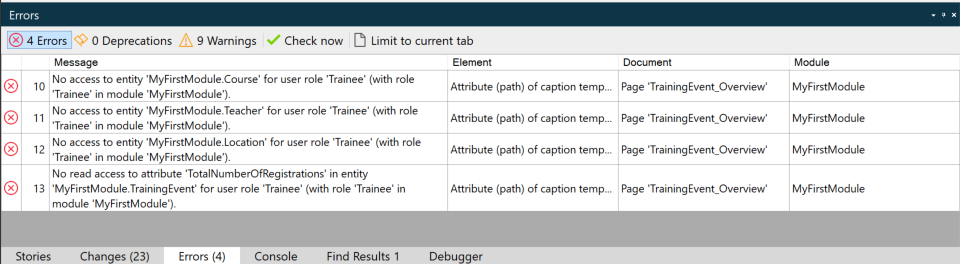 Errors
4 Errors 0 Deprecations 9 Warnings Check now Limit to current tab
Message Element Document Module
10 No access to entity 'MyFirstModule.Course' for user role 'Trainee' (with role
'Trainee' in module 'MyFirstModule'). Attribute (path) of caption temp... Page 'TrainingEvent_Overview' MyFirstModule
11 No access to entity 'MyFirstModule.Teacher' for user role 'Trainee' (with role
'Trainee' in module 'MyFirstModule'). Attribute (path) of caption temp... Page 'TrainingEvent_Overview' MyFirstModule
12 No access to entity 'MyFirstModule.Location' for user role 'Trainee' (with role
'Trainee' in module 'MyFirstModule'). Attribute (path) of caption temp... Page 'TrainingEvent_Overview' MyFirstModule
No read access to attribute 'TotalNumberOfRegistrations' in entity
13 'MyFirstModule.TrainingEvent' for user role 'Trainee' (with role 'Trainee' in Attribute (path) of caption temp... Page 'TrainingEvent_Overview' MyFirstModule
module 'MyFirstModule').
Stories Changes (23) Errors (4) Console Find Results 1 Debugger